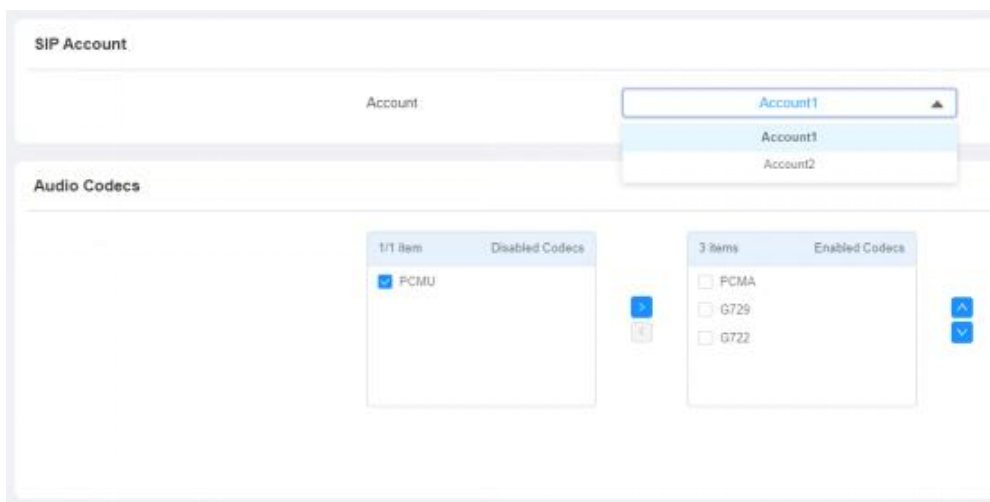 SIP Account
Account
Account1
Account1
Account2
Audio Codecs
1/1 item Disabled Codecs
PCMU
3 items Enabled Codecs
PCMA
G729
G722